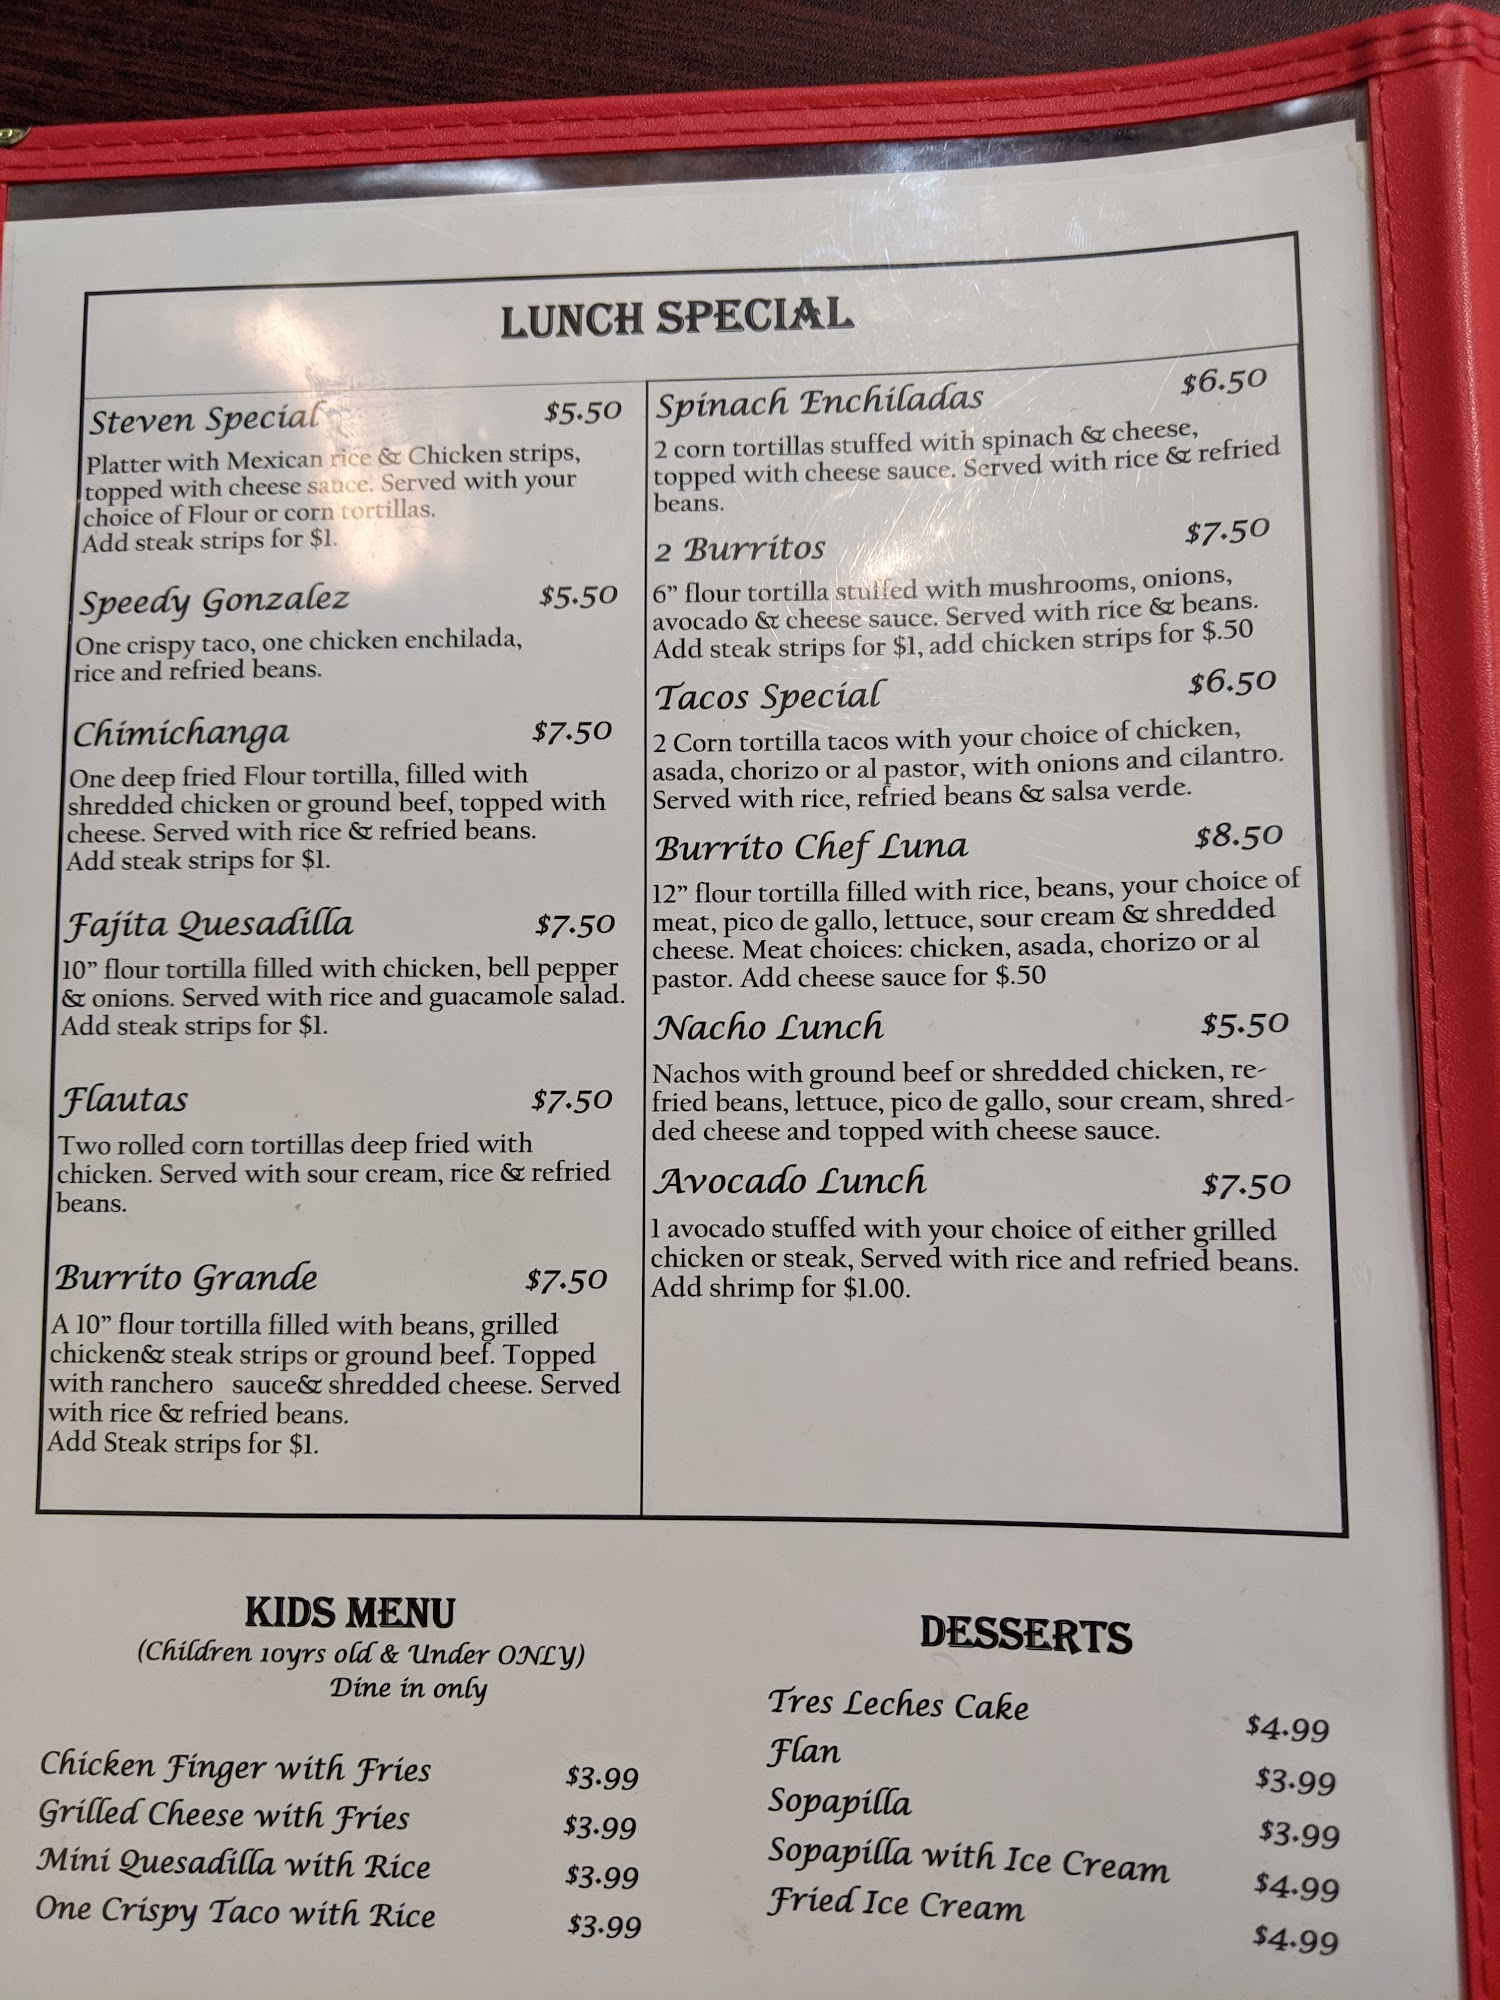 LUNCH SPECIAL
Steven Special $5.50
Platter with Mexican rice & Chicken strips,
topped with cheese sauce. Served with your
choice of Flour or corn tortillas.
Add steak strips for $1.
Speedy Gonzalez $5.50
One crispy taco, one chicken enchilada,
rice and refried beans.
Chimichanga $7.50
One deep fried Flour tortilla, filled with
shredded chicken or ground beef, topped with
cheese. Served with rice & refried beans.
Add steak strips for $1.
Fajita Quesadilla $7.50
10” flour tortilla filled with chicken, bell pepper
& onions. Served with rice and guacamole salad.
Add steak strips for $1.
Flautas $7.50
Two rolled corn tortillas deep fried with
chicken. Served with sour cream, rice & refried
beans.
Burrito Grande $7.50
A 10” flour tortilla filled with beans, grilled
chicken& steak strips or ground beef. Topped
with ranchero sauce& shredded cheese. Served
with rice & refried beans.
Add Steak strips for $1.
Spinach Enchiladas $6.50
2 corn tortillas stuffed with spinach & cheese,
topped with cheese sauce. Served with rice & refried
beans.
2 Burritos $7.50
6” flour tortilla stuffed with mushrooms, onions,
avocado & cheese sauce. Served with rice & beans.
Add steak strips for $1, add chicken strips for $.50
Tacos Special $6.50
2 Corn tortilla tacos with your choice of chicken,
asada, chorizo or al pastor, with onions and cilantro.
Served with rice, refried beans & salsa verde.
Burrito Chef Luna $8.50
12” flour tortilla filled with rice, beans, your choice of
meat, pico de gallo, lettuce, sour cream & shredded
cheese. Meat choices: chicken, asada, chorizo or al
pastor. Add cheese sauce for $.50
Nacho Lunch $5.50
Nachos with ground beef or shredded chicken, re-
fried beans, lettuce, pico de gallo, sour cream, shred-
ded cheese and topped with cheese sauce.
Avocado Lunch $7.50
1 avocado stuffed with your choice of either grilled
chicken or steak, Served with rice and refried beans.
Add shrimp for $1.00.
KIDS MENU
(Children 10yrs old & Under ONLY)
Dine in only
Chicken Finger with Fries $3.99
Grilled Cheese with Fries $3.99
Mini Quesadilla with Rice $3.99
One Crispy Taco with Rice $3.99
DESSERTS
Tres Leches Cake $4.99
Flan $3.99
Sopapilla $3.99
Sopapilla with Ice Cream $4.99
Fried Ice Cream $4.99